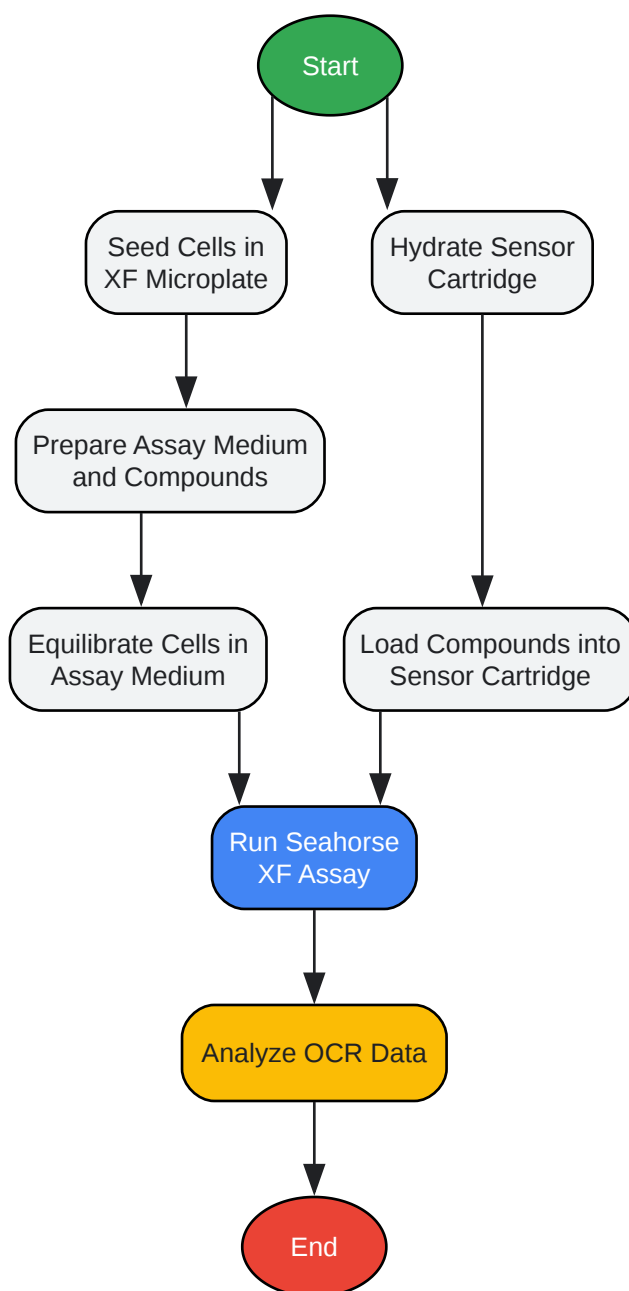 Start
Seed Cells in
XF Microplate
Hydrate Sensor
Cartridge
Prepare Assay Medium
and Compounds
Equilibrate Cells in
Assay Medium
Load Compounds into
Sensor Cartridge
Run Seahorse
XF Assay
Analyze OCR Data
End